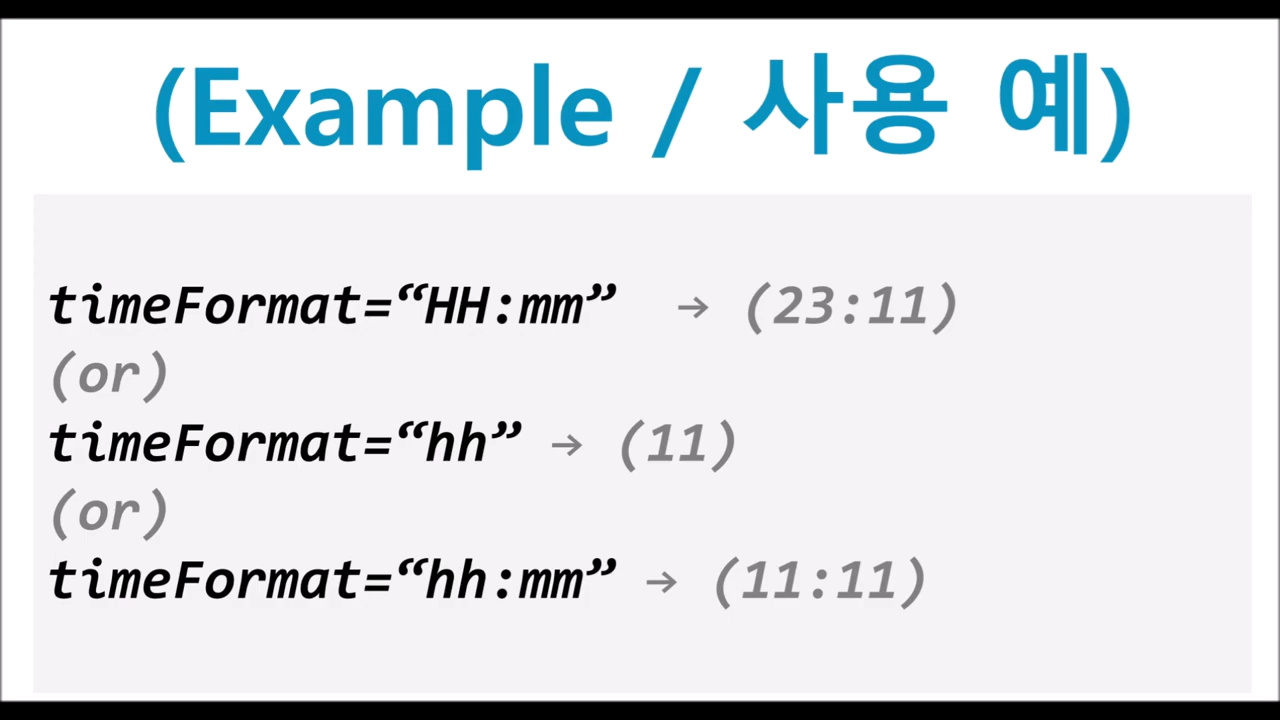 (Example / 사용 예)
timeFormat=“HH:mm” → (23:11)
(or)
timeFormat=“hh” → (11)
(or)
timeFormat=“hh:mm” → (11:11)